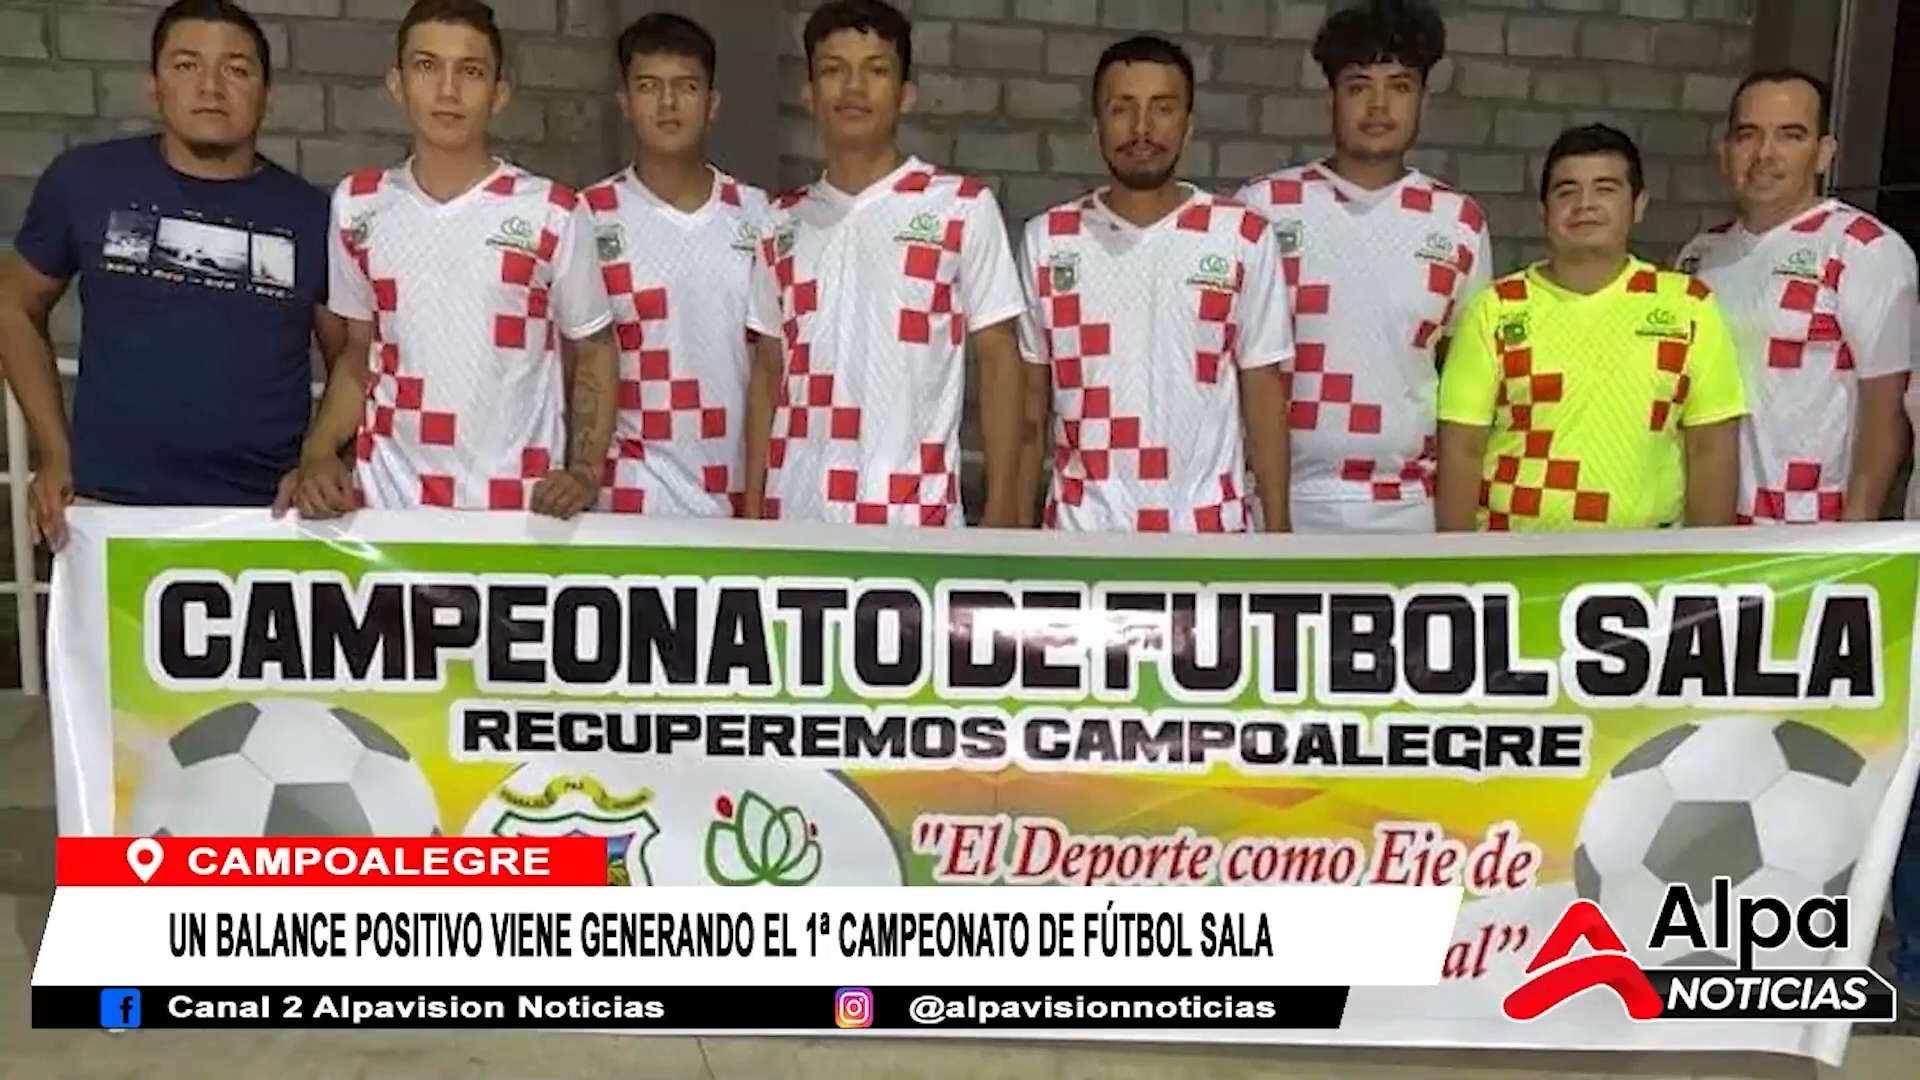 CAMPEONATO DE FUTBOL SALA
RECUPEREMOS CAMPOALEGRE
"El Deporte como Eje de
al”
CAMPOALEGRE
UN BALANCE POSITIVO VIENE GENERANDO EL 1ª CAMPEONATO DE FÚTBOL SALA
Canal 2 Alpavision Noticias
@alpavisionnoticias
Alpa
NOTICIAS